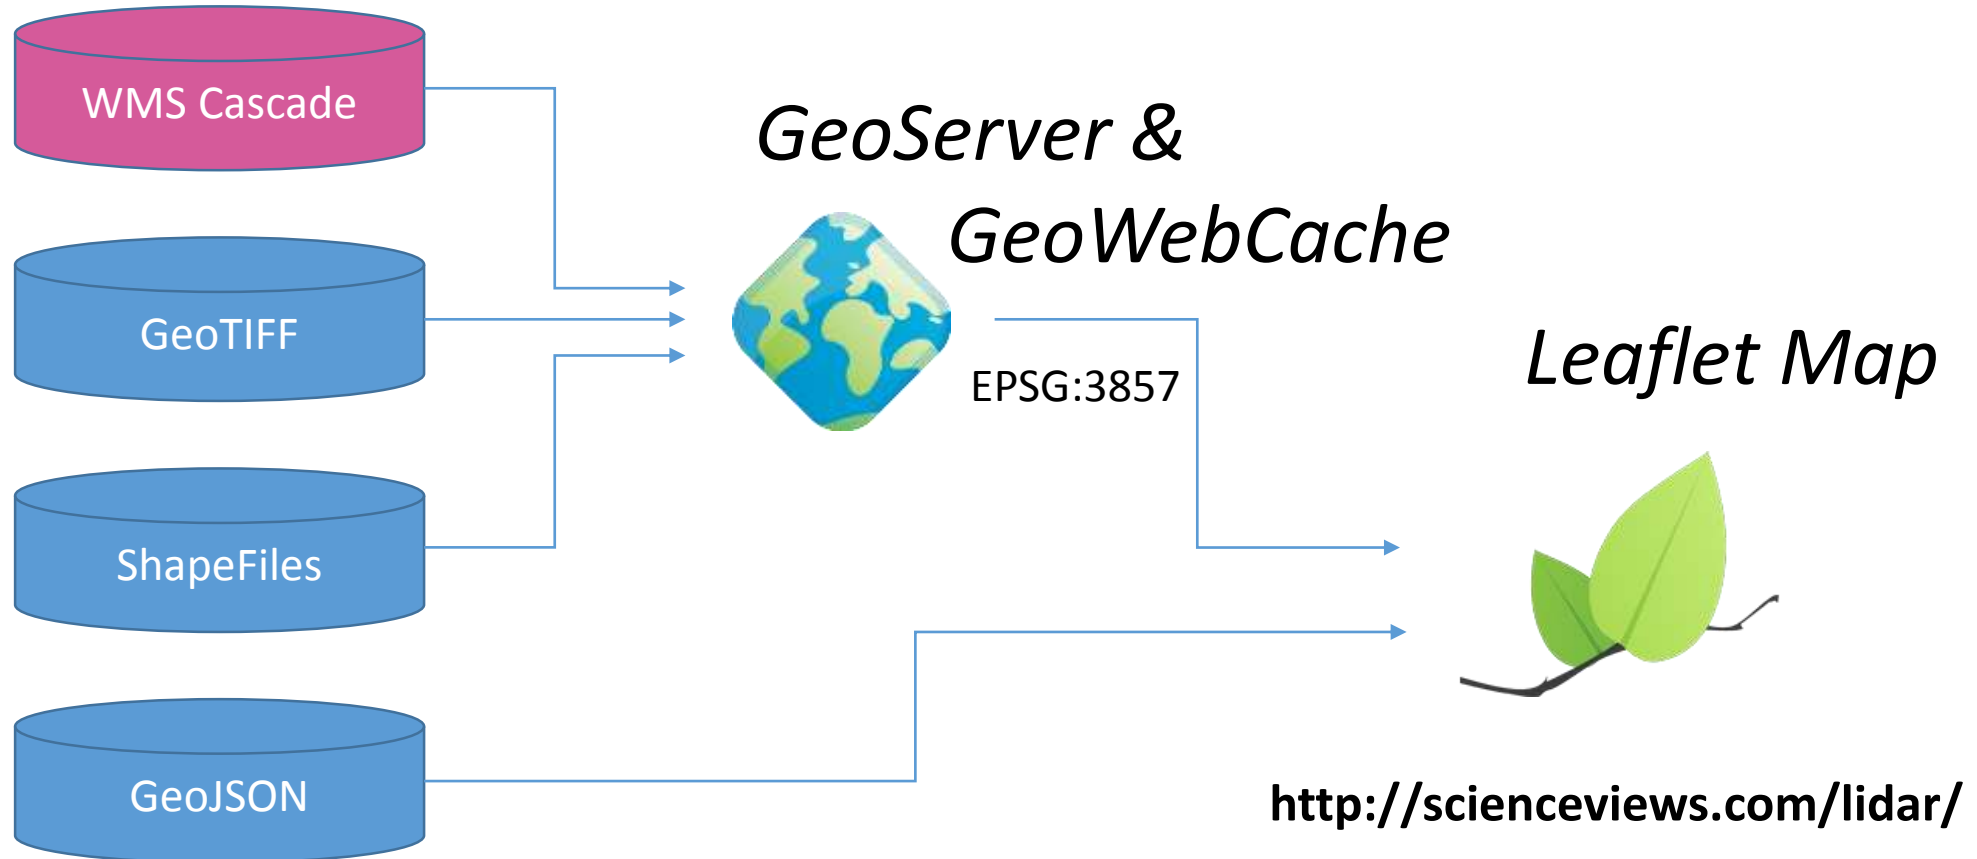 WMS Cascade
GeoServer &
GeoWebCache
GeoTIFF
EPSG:3857
Leaflet Map
ShapeFiles
GeoJSON
http://scienceviews.com/lidar/